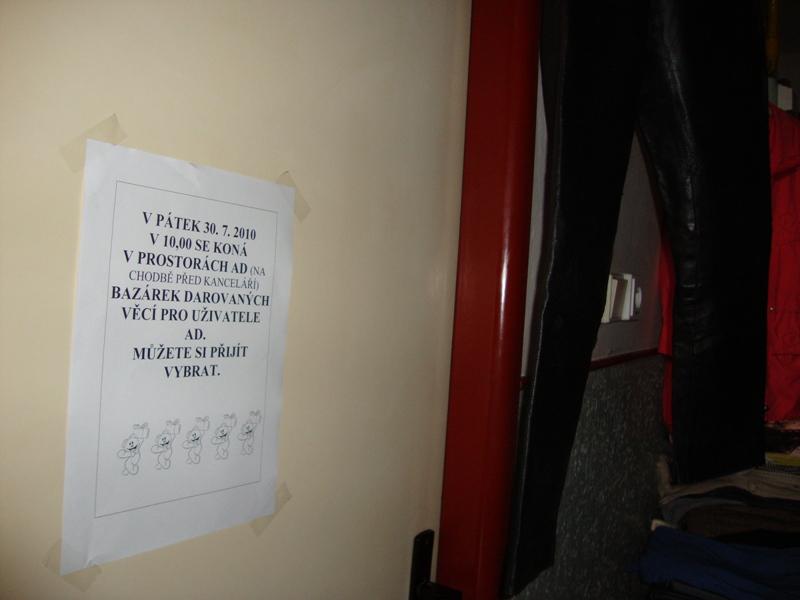 V PÁTEK 30. 7. 2010
V 10,00 SE KONÁ
V PROSTORÁCH AD (NA
CHODBĚ PŘED KANCELÁŘÍ)
BAZÁREK DAROVANÝCH
VĚCÍ PRO UŽIVATELE
AD.
MŮŽETE SI PŘIJÍT
VYBRAT.